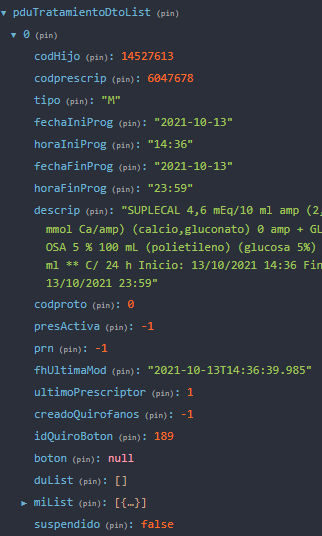 ▼ pduTratamientoDtoList (pin)
▼ 0 (pin)
codHijo (pin): 14527613
codprescrip (pin): 6047678
tipo (pin): "M"
fechaIniProg (pin): "2021-10-13"
horaIniProg (pin): "14:36"
fechaFinProg (pin): "2021-10-13"
horaFinProg (pin): "23:59"
descrip (pin): "SUPLECAL 4,6 mEq/10 ml amp (2,
mmol Ca/amp) (calcio,gluconato) 0 amp + GL
OSA 5 % 100 mL (polietileno) (glucosa 5%)
ml ** C/ 24 h Inicio: 13/10/2021 14:36 Fin
13/10/2021 23:59"
codproto (pin): 0
presActiva (pin): -1
prn (pin): -1
fhUltimaMod (pin): "2021-10-13T14:36:39.985"
ultimoPrescriptor (pin): 1
creadoQuirofanos (pin): -1
idQuiroBoton (pin): 189
boton (pin): null
duList (pin): []
▶ miList (pin): [{…}]
suspendido (pin): false